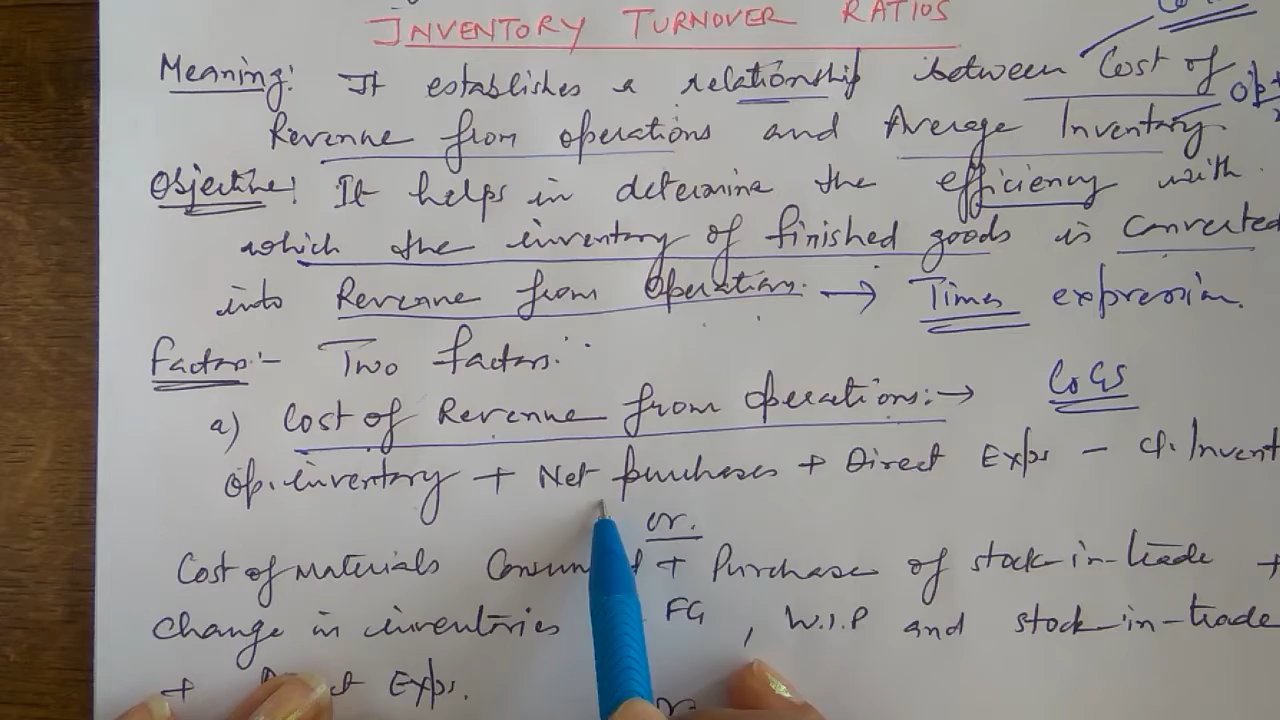 INVENTORY TURNOVER RATIOS
Meaning: It establishes a relationship between Cost of
Revenue from operations and Average Inventory.
Objective: It helps in determine the efficiency with
which the inventory of finished goods is converted
into Revenue from Operation. → Times expression.
Factors:- Two factors:
a) Cost of Revenue from operations:→ COGS
Op. inventory + Net purchases + Direct Exps - Cl. Invent
or.
Cost of Materials + Purchase of stock-in-trade +
change in inventories FG, W.I.P and stock-in-trade
+ Exps.